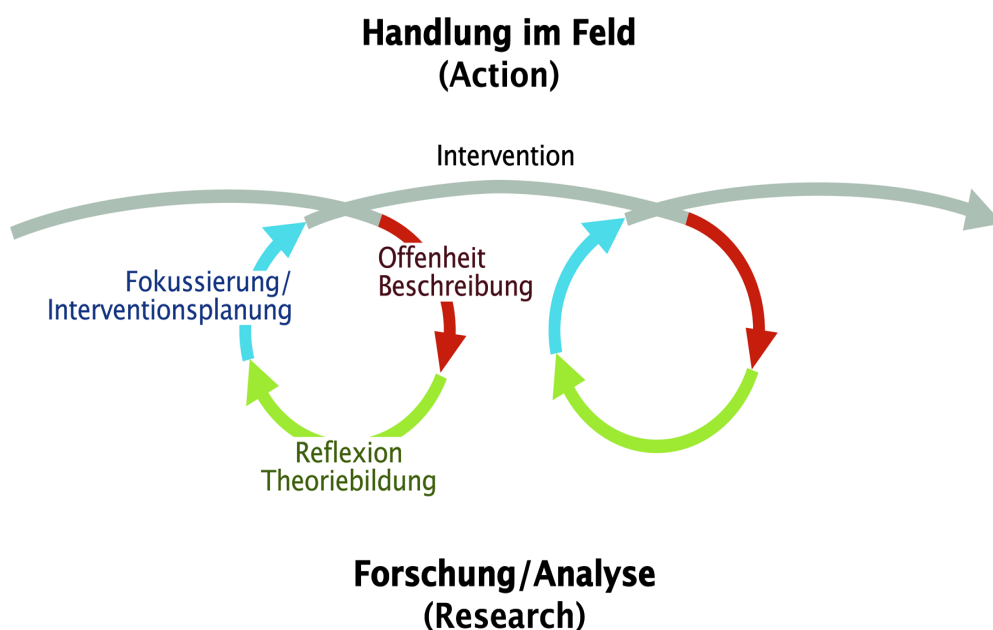 Handlung im Feld
(Action)
Intervention
Offenheit
Beschreibung
Fokussierung/
Interventionsplanung
Reflexion
Theoriebildung
Forschung/Analyse
(Research)